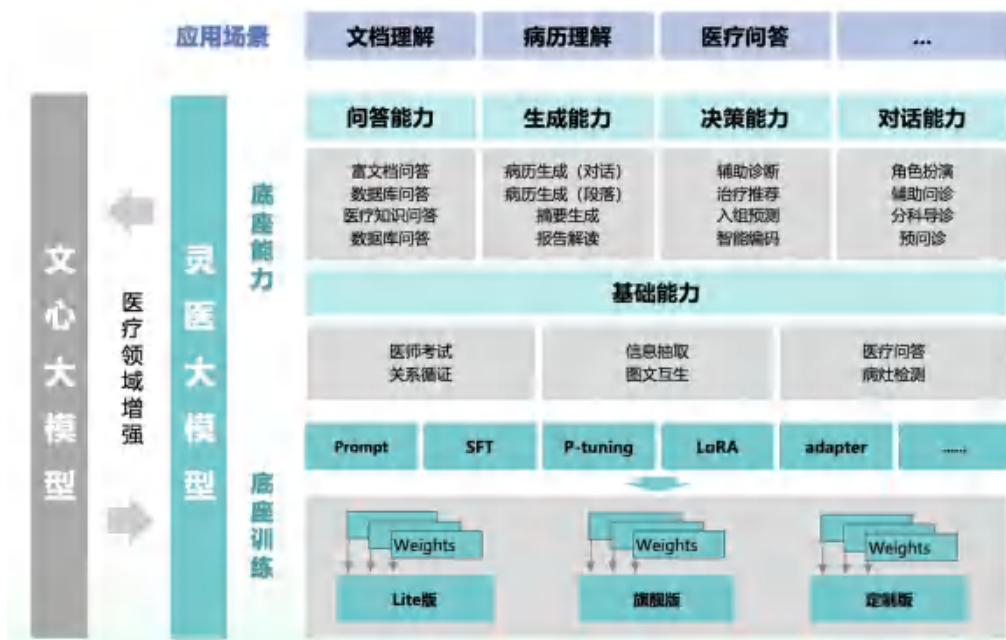 应用场景
文档理解
病历理解
医疗问答
...
文心大模型
医疗领域增强
灵医大模型
底座能力
问答能力
生成能力
决策能力
对话能力
富文档问答
数据库问答
医疗知识问答
数据库问答
病历生成（对话）
病历生成（段落）
摘要生成
报告解读
辅助诊断
治疗推荐
入组预测
智能编码
角色扮演
辅助问诊
分科导诊
预问诊
基础能力
医师考试
关系循证
信息抽取
图文互生
医疗问答
病灶检测
底座训练
Prompt
SFT
P-tuning
LoRA
adapter
......
Weights
Weights
Weights
Lite版
旗舰版
定制版